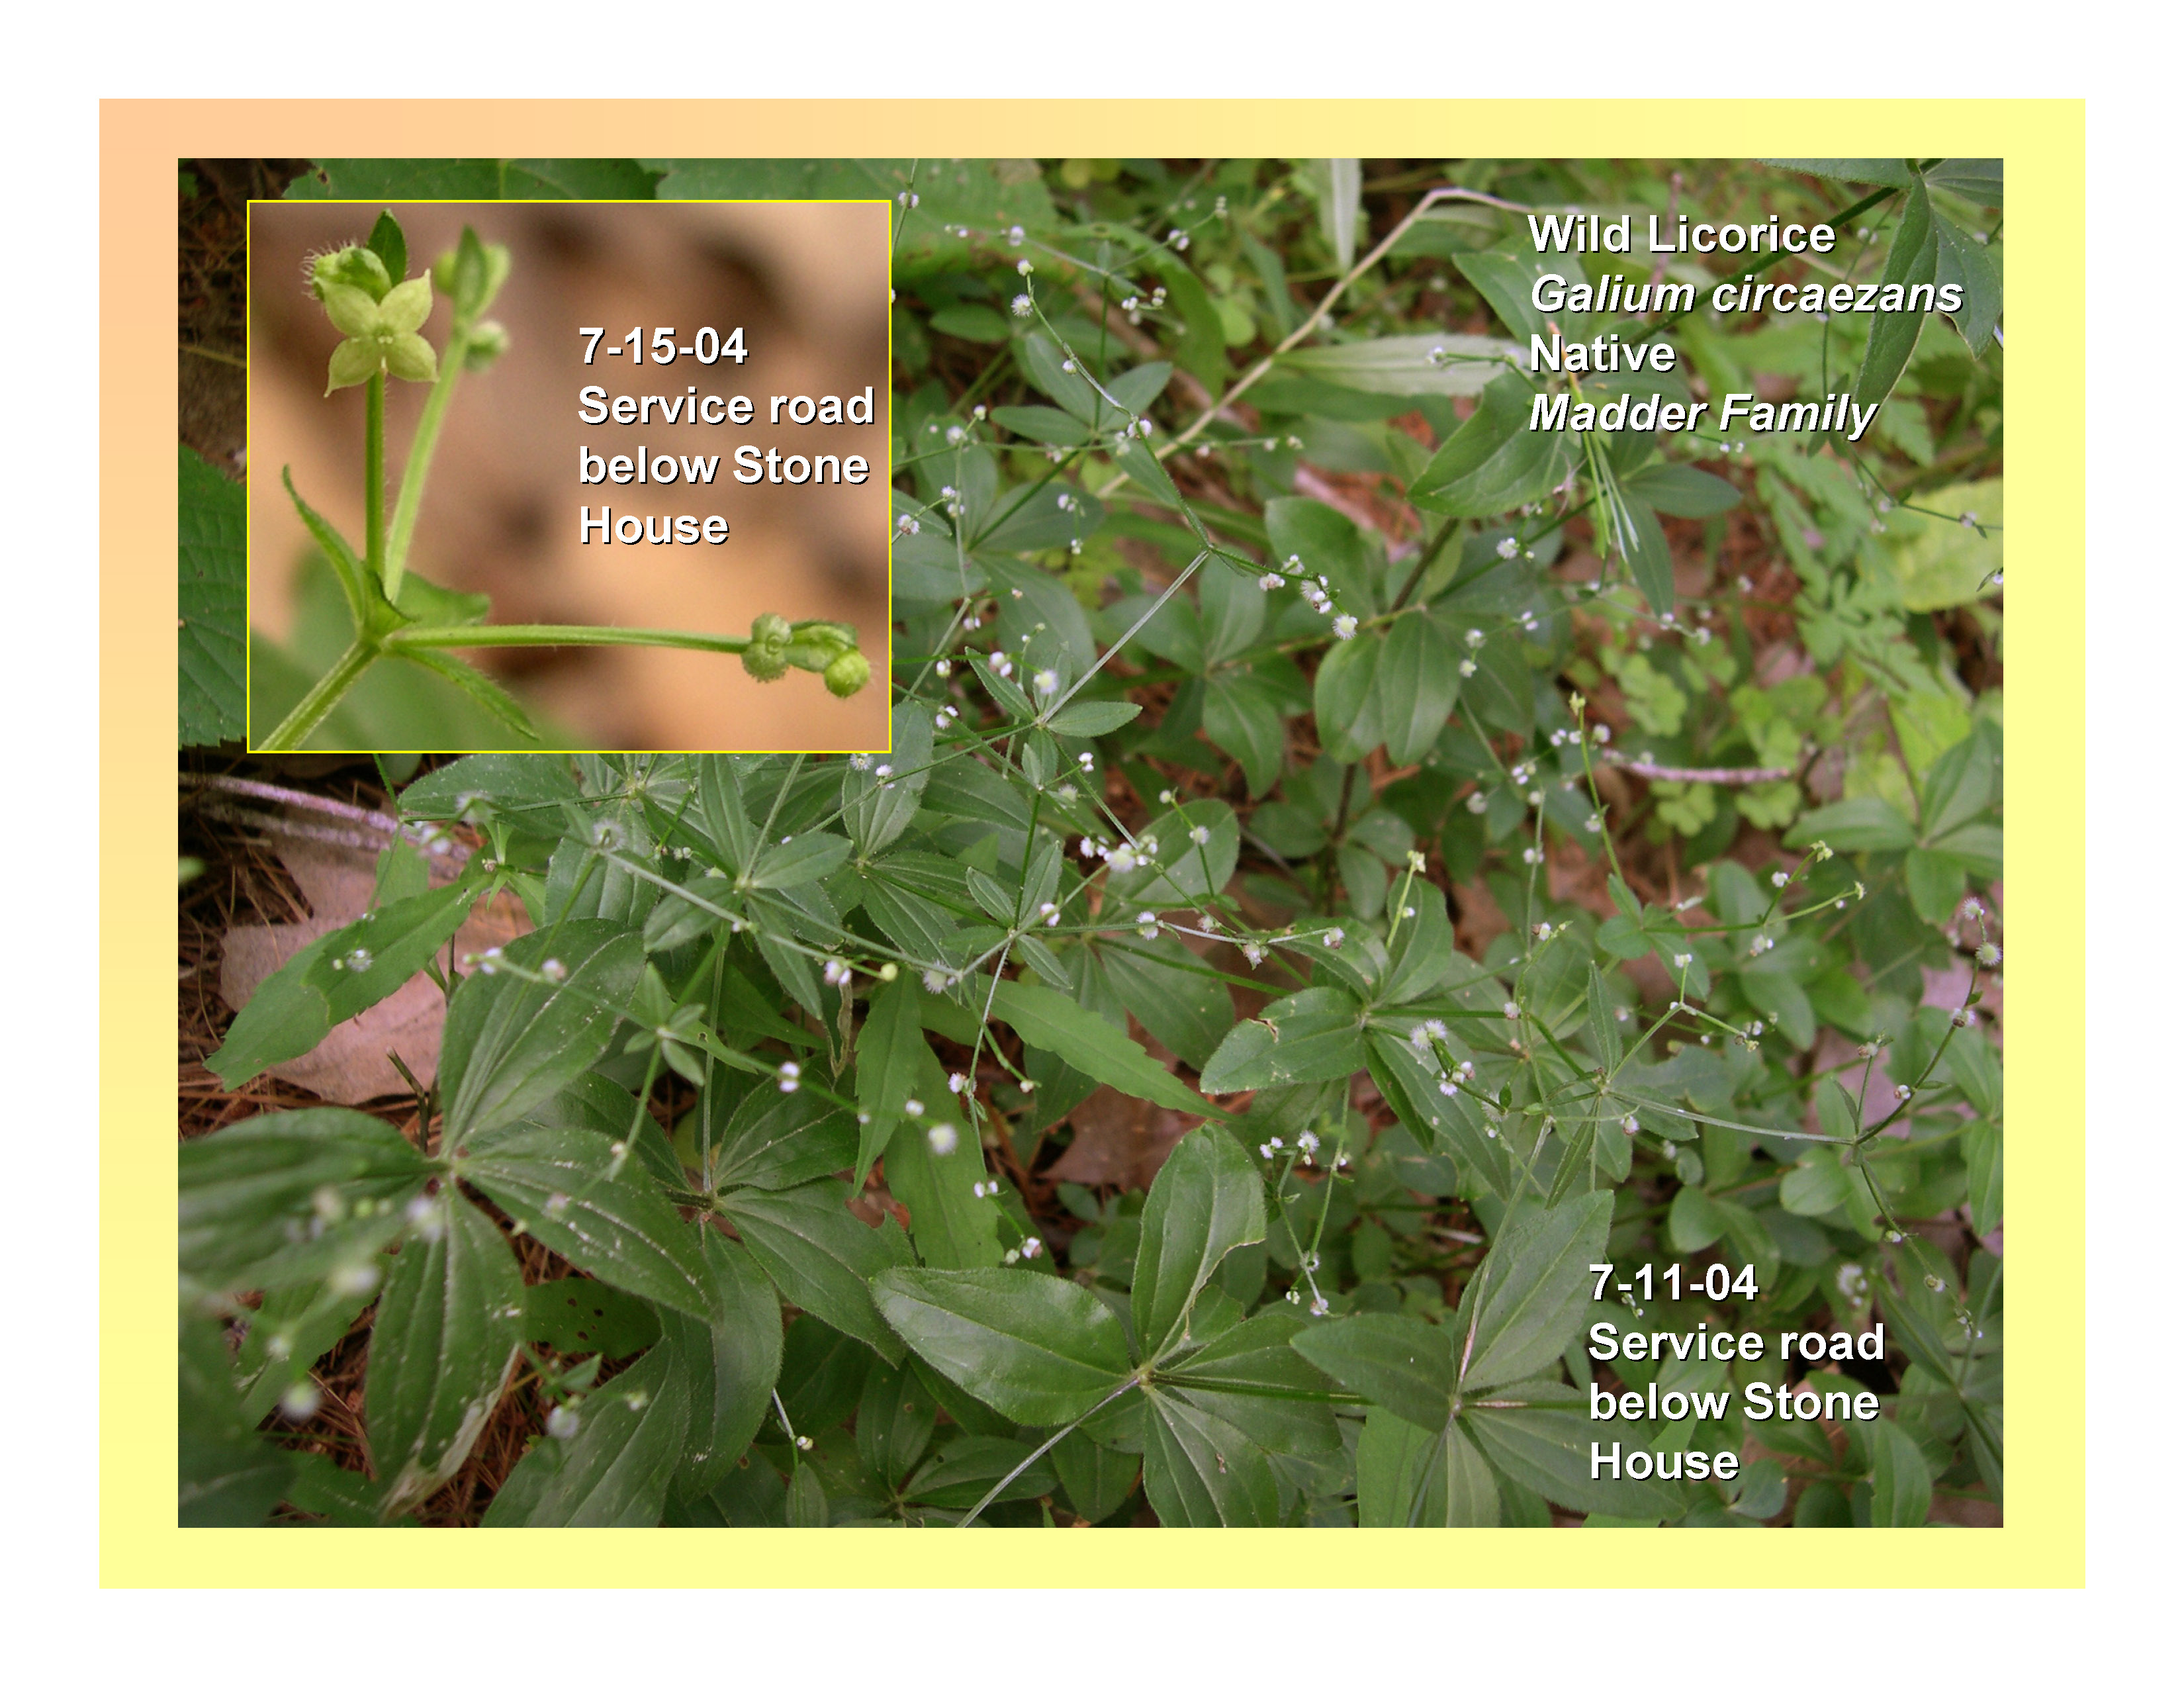 Wild Licorice
Galium circaezans
Native
Madder Family
7-15-04
Service road
below Stone
House
7-11-04
Service road
below Stone
House